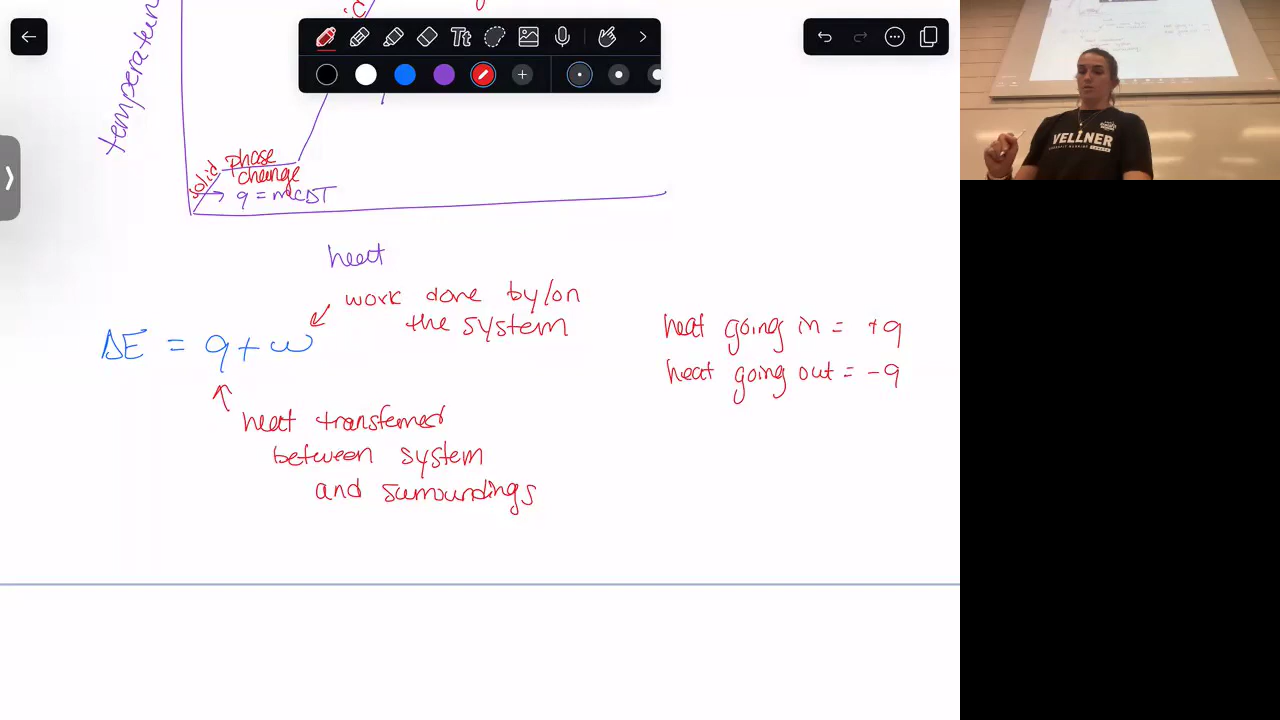 temperature
solid
phase
change
q = mcΔT
heat
work done by/on
the system
ΔE = q + w
heat transferred
between system
and surroundings
heat going in = +q
heat going out = -q
Tt
VELLNER